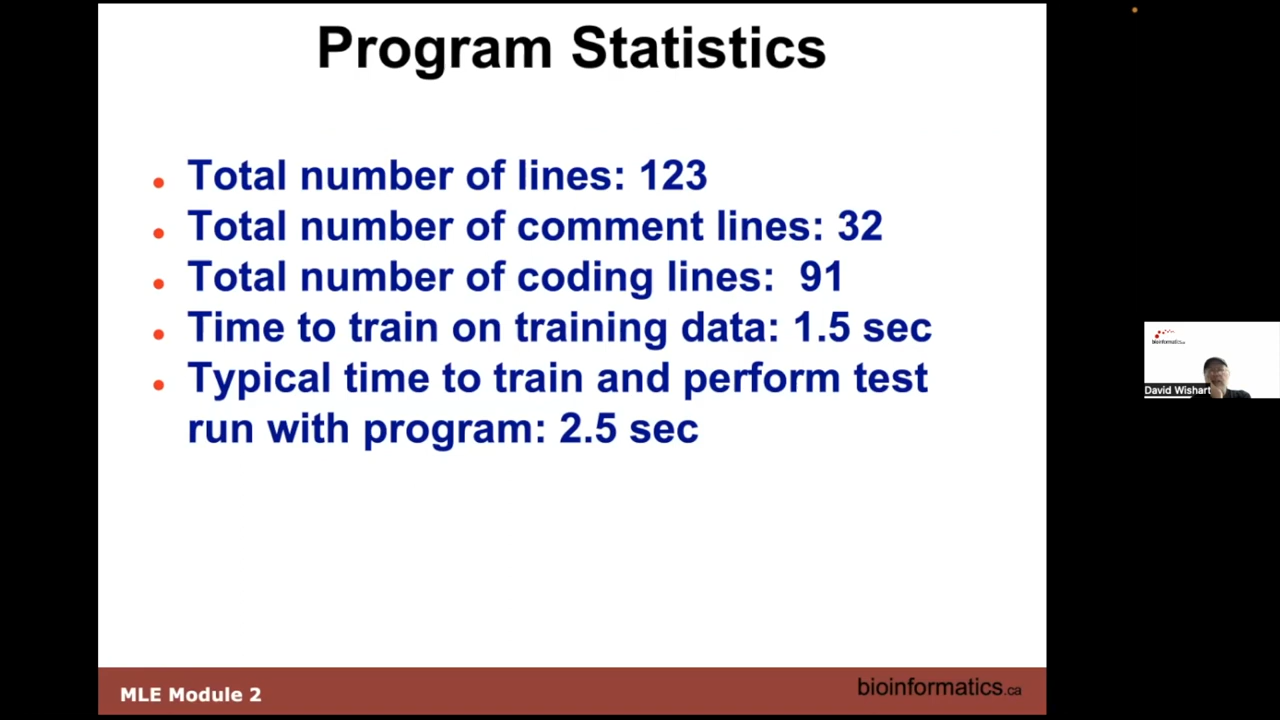 Program Statistics
• Total number of lines: 123
• Total number of comment lines: 32
• Total number of coding lines:  91
• Time to train on training data: 1.5 sec
• Typical time to train and perform test
run with program: 2.5 sec
MLE Module 2
bioinformatics.ca
bioinformatics.ca
David Wishart